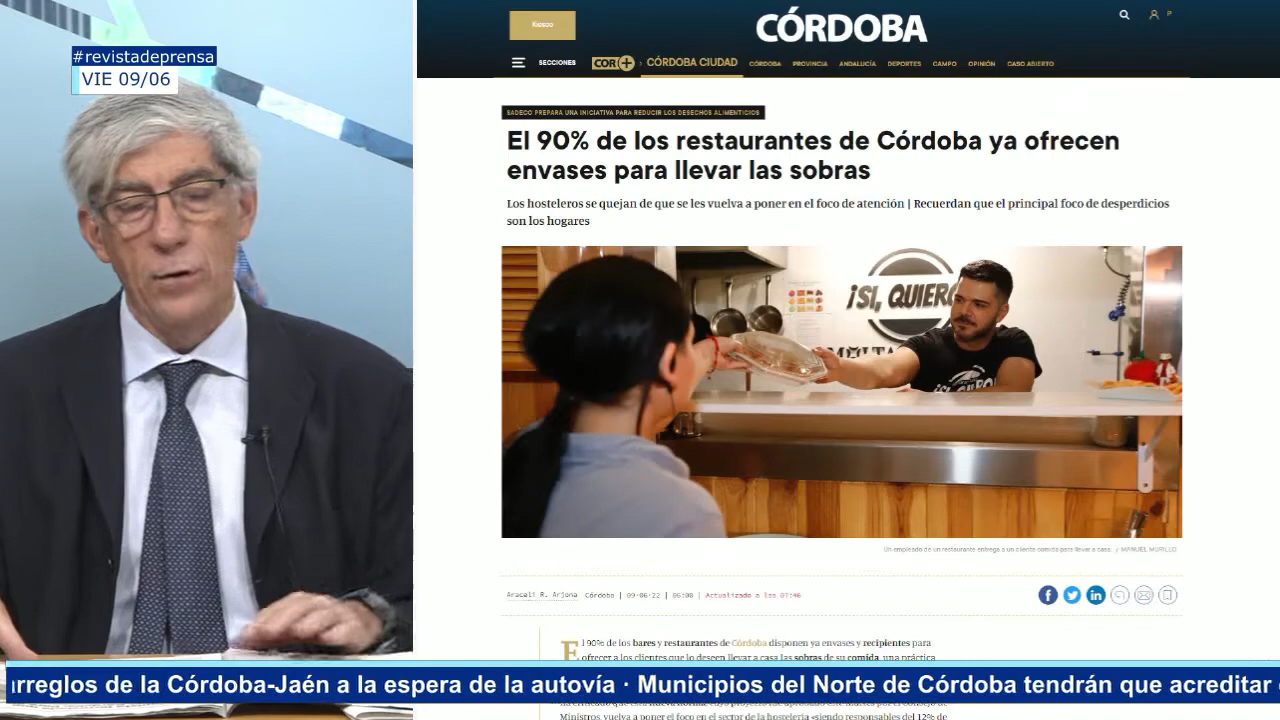 #revistadeprensa
VIE 09/06
Kiosco
CÓRDOBA
SECCIONES
COR+
CÓRDOBA CIUDAD
CÓRDOBA
PROVINCIA
ANDALUCÍA
DEPORTES
CAMPO
OPINIÓN
CASO ABIERTO
SADECO PREPARA UNA INICIATIVA PARA REDUCIR LOS DESECHOS ALIMENTICIOS
El 90% de los restaurantes de Córdoba ya ofrecen
envases para llevar las sobras
Los hosteleros se quejan de que se les vuelva a poner en el foco de atención | Recuerdan que el principal foco de desperdicios
son los hogares
¡SI, QUIERO
Un empleado de un restaurante entrega a un cliente comida para llevar a casa. / MANUEL MURILLO
Araceli R. Arjona Córdoba | 09·06·22 | 06:00 | Actualizado a las 01:46
El 90% de los bares y restaurantes de Córdoba disponen ya envases y recipientes para
ofrecer a los clientes que lo deseen llevar a casa las sobras de su comida, una práctica
arreglos de la Córdoba-Jaén a la espera de la autovía · Municipios del Norte de Córdoba tendrán que acreditar
Ministros, vuelva a poner el foco en el sector de la hostelería «siendo responsables del 12% de